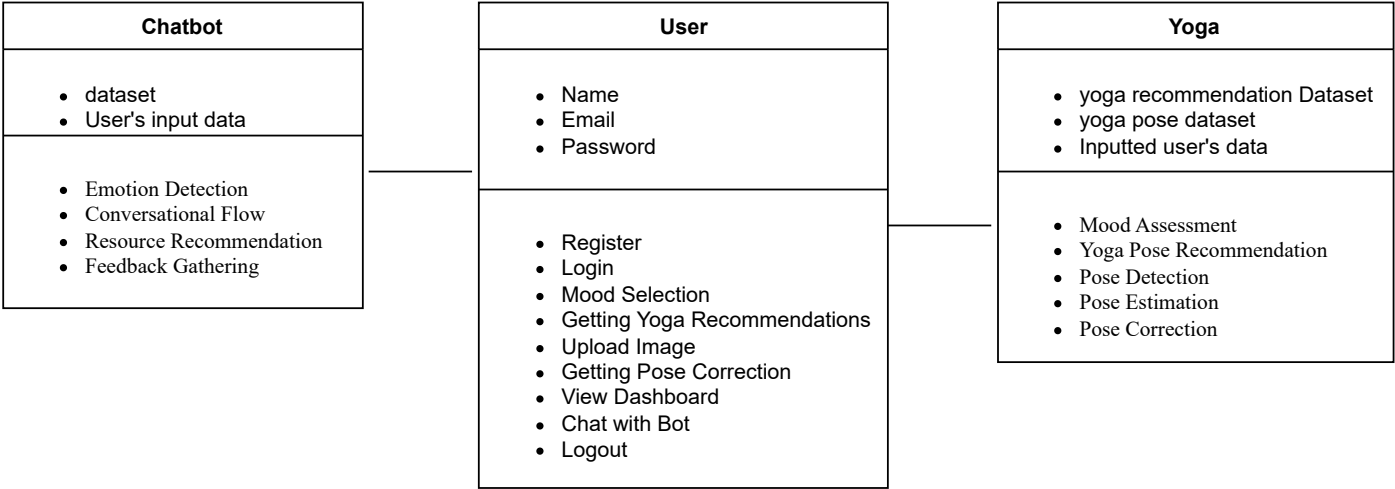 Chatbot
dataset
User's input data
Emotion Detection
Conversational Flow
Resource Recommendation
Feedback Gathering
User
Name
Email
Password
Register
Login
Mood Selection
Getting Yoga Recommendations
Upload Image
Getting Pose Correction
View Dashboard
Chat with Bot
Logout
Yoga
yoga recommendation Dataset
yoga pose dataset
Inputted user's data
Mood Assessment
Yoga Pose Recommendation
Pose Detection
Pose Estimation
Pose Correction